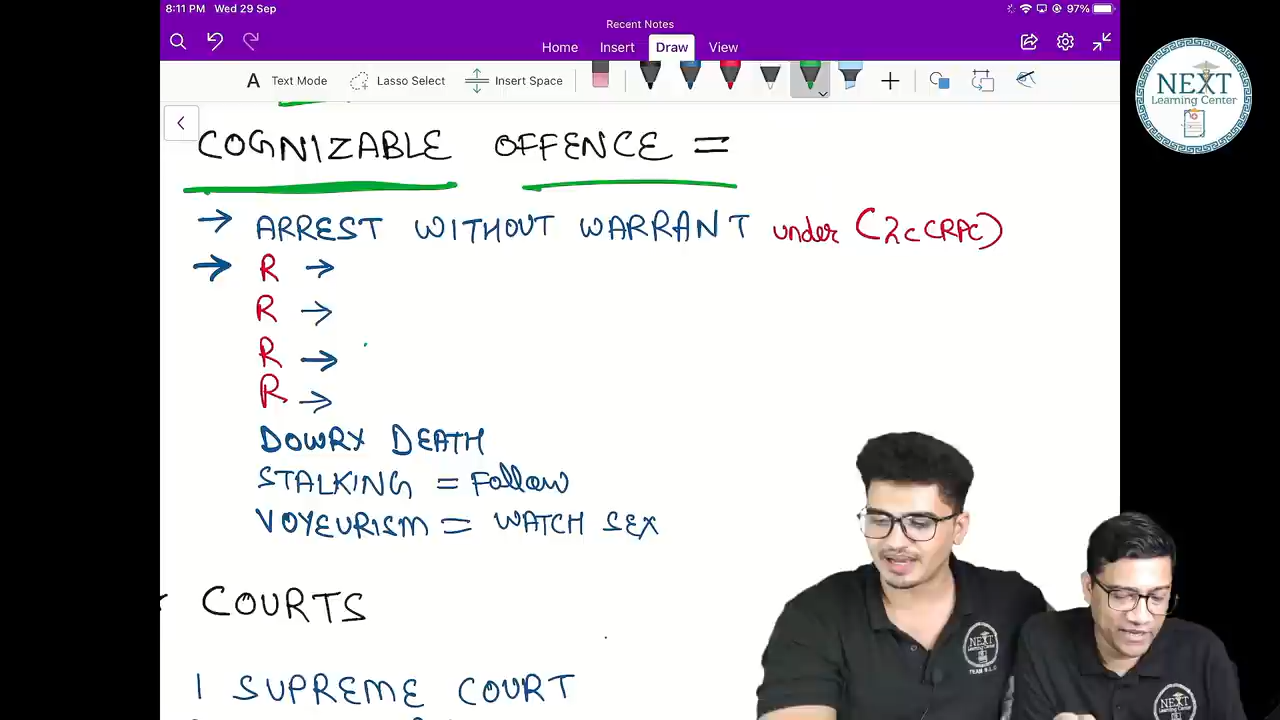 8:11 PM Wed 29 Sep
97%
Recent Notes
Home Insert Draw View
Text Mode Lasso Select Insert Space
COGNIZABLE OFFENCE =
→ ARREST WITHOUT WARRANT under (2c CRPC)
→ R →
R →
R →
R →
DOWRY DEATH
STALKING = Follow
VOYEURISM = WATCH SEX
COURTS
1 SUPREME COURT
NEXT
Learning Center